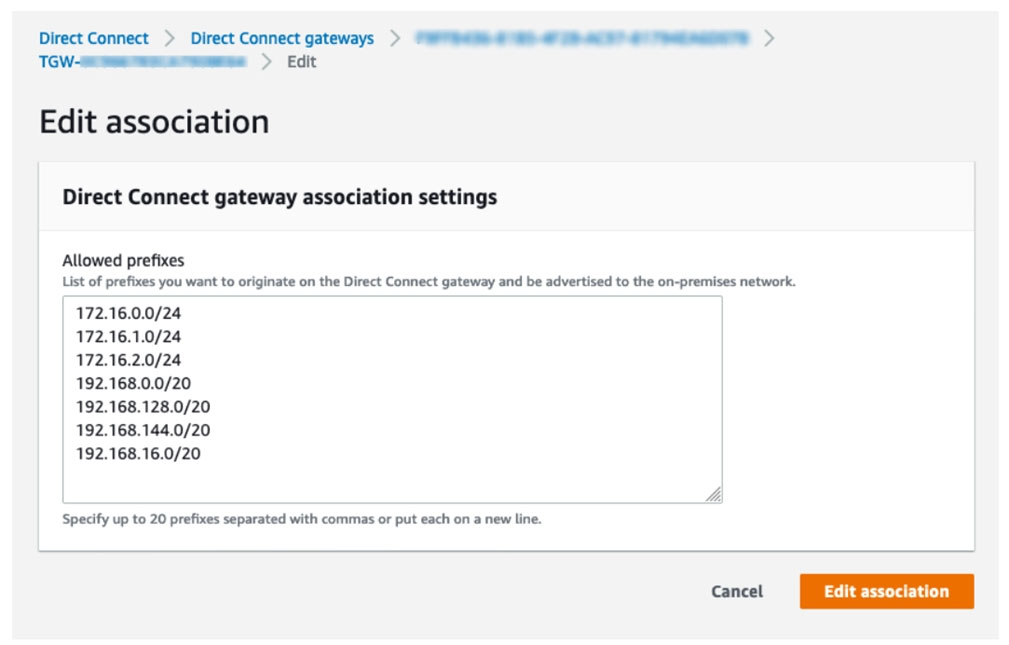 Direct Connect > Direct Connect gateways > >
TGW- > Edit
Edit association
Direct Connect gateway association settings
Allowed prefixes
List of prefixes you want to originate on the Direct Connect gateway and be advertised to the on-premises network.
172.16.0.0/24
172.16.1.0/24
172.16.2.0/24
192.168.0.0/20
192.168.128.0/20
192.168.144.0/20
192.168.16.0/20
Specify up to 20 prefixes separated with commas or put each on a new line.
Cancel Edit association